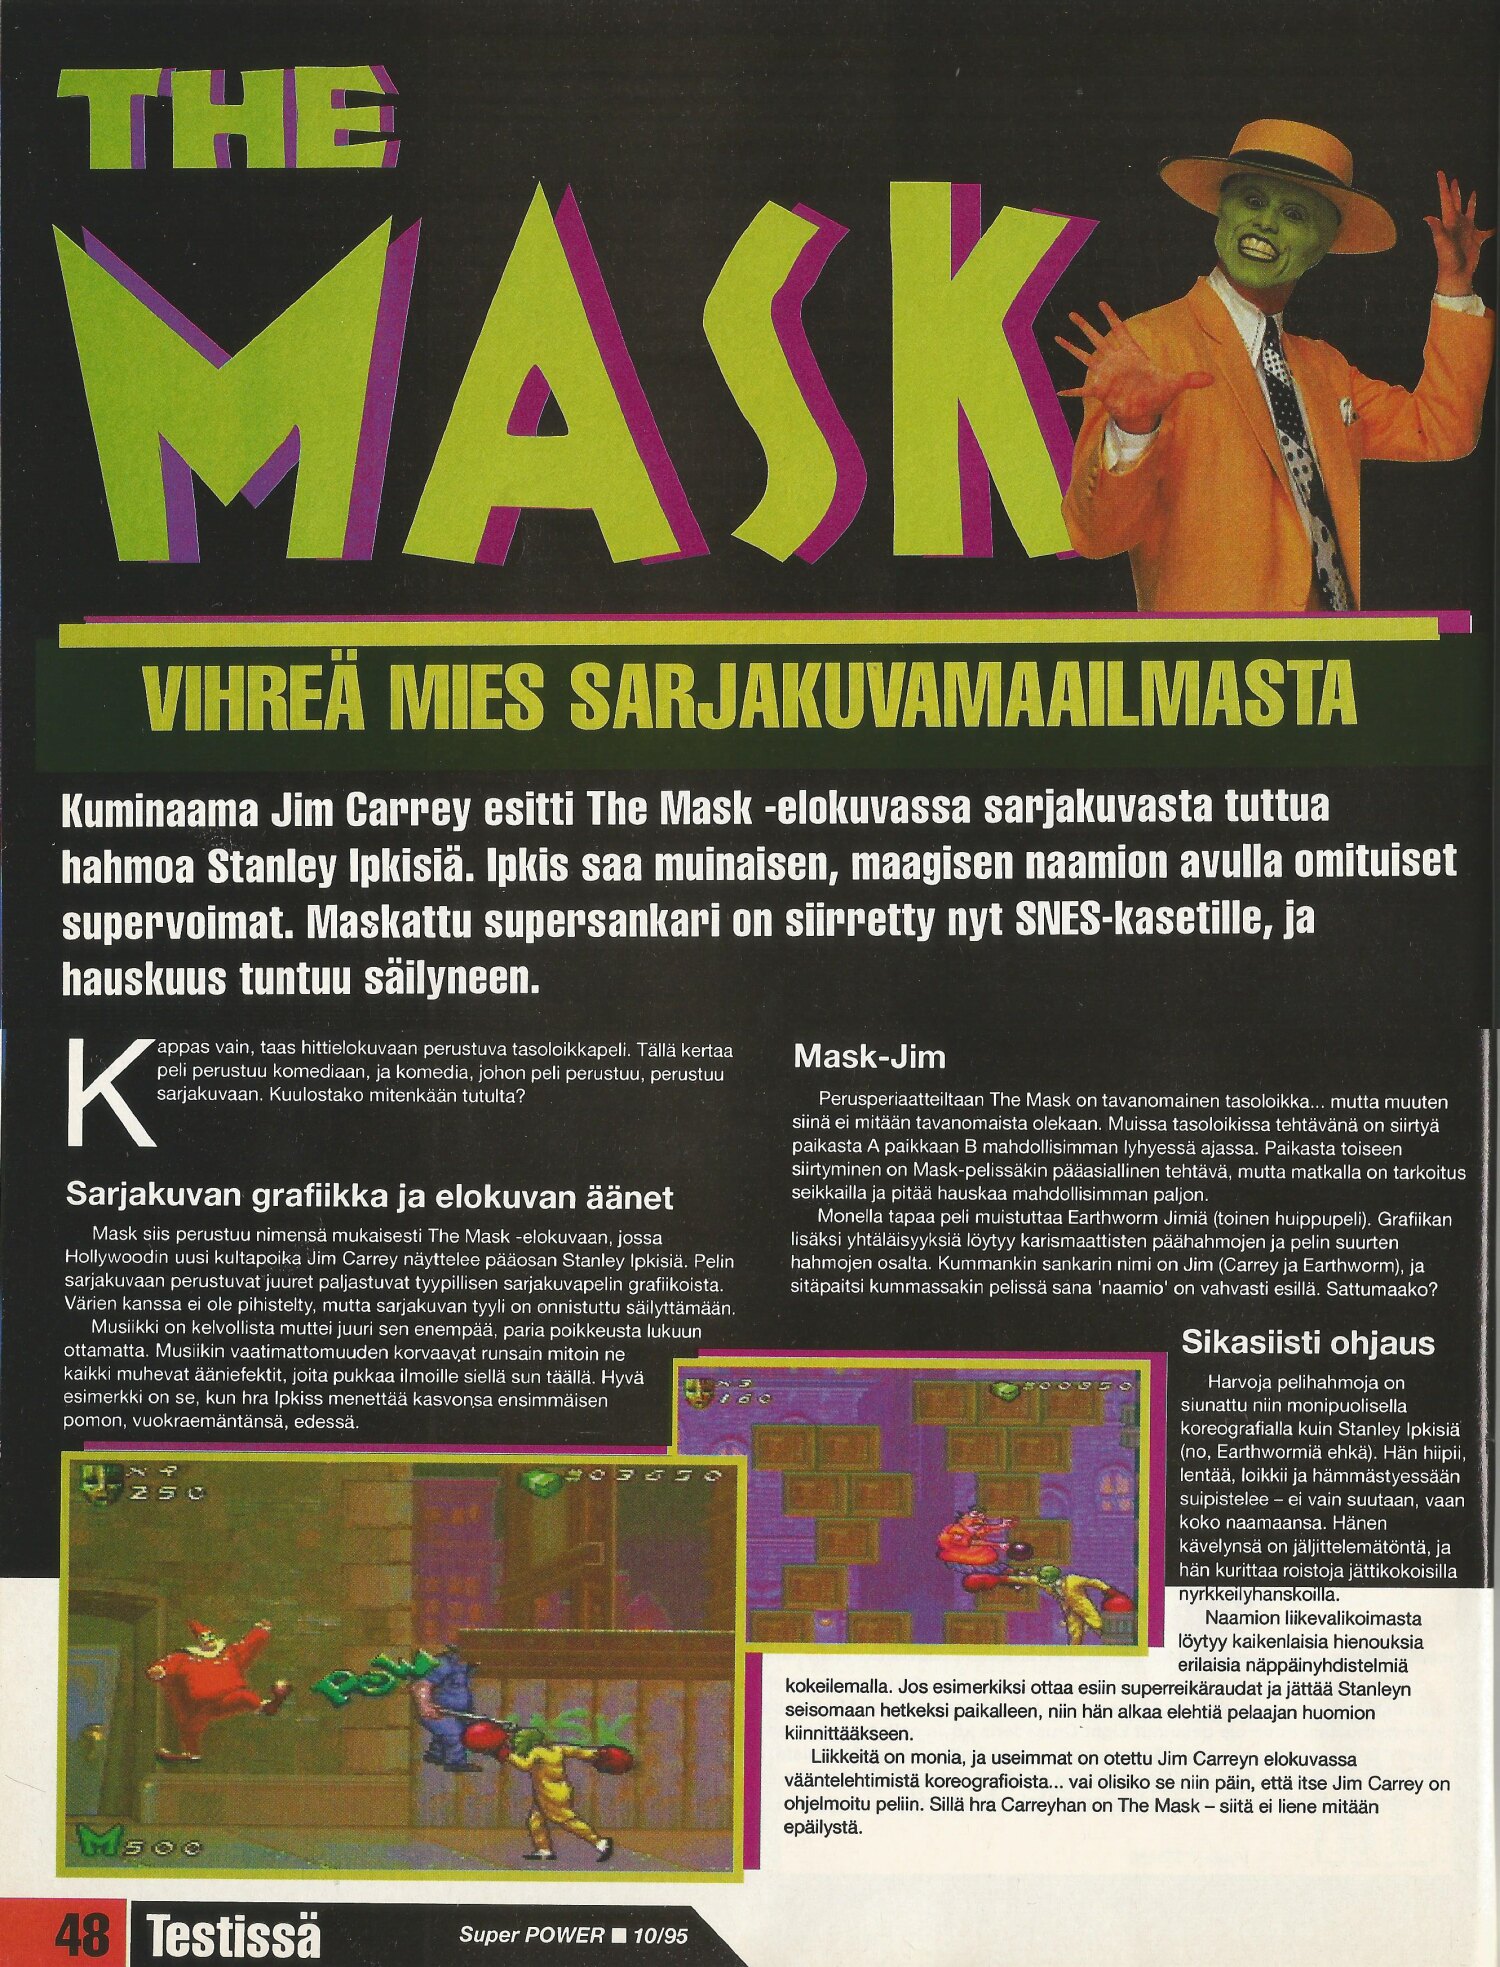 THE
MASK
VIHREÄ MIES SARJAKUVAMAAILMASTA
Kuminaama Jim Carrey esitti The Mask -elokuvassa sarjakuvasta tuttua
hahmoa Stanley Ipkisiä. Ipkis saa muinaisen, maagisen naamion avulla omituiset
supervoimat. Maskattu supersankari on siirretty nyt SNES-kasetille, ja
hauskuus tuntuu säilyneen.
Kappas vain, taas hittielokuvaan perustuva tasoloikkapeli. Tällä kertaa
peli perustuu komediaan, ja komedia, johon peli perustuu, perustuu
sarjakuvaan. Kuulostako mitenkään tutulta?
Sarjakuvan grafiikka ja elokuvan äänet
Mask siis perustuu nimensä mukaisesti The Mask -elokuvaan, jossa
Hollywoodin uusi kultapoika Jim Carrey näyttelee pääosan Stanley Ipkisiä. Pelin
sarjakuvaan perustuvat juuret paljastuvat tyypillisen sarjakuvapelin grafiikoista.
Värien kanssa ei ole pihistelty, mutta sarjakuvan tyyli on onnistuttu säilyttämään.
Musiikki on kelvollista muttei juuri sen enempää, paria poikkeusta lukuun
ottamatta. Musiikin vaatimattomuuden korvaavat runsain mitoin ne
kaikki muhevat ääniefektit, joita pukkaa ilmoille siellä sun täällä. Hyvä
esimerkki on se, kun hra Ipkiss menettää kasvonsa ensimmäisen
pomon, vuokraemäntänsä, edessä.
Mask-Jim
Perusperiaatteiltaan The Mask on tavanomainen tasoloikka... mutta muuten
siinä ei mitään tavanomaista olekaan. Muissa tasoloikissa tehtävänä on siirtyä
paikasta A paikkaan B mahdollisimman lyhyessä ajassa. Paikasta toiseen
siirtyminen on Mask-pelissäkin pääasiallinen tehtävä, mutta matkalla on tarkoitus
seikkailla ja pitää hauskaa mahdollisimman paljon.
Monella tapaa peli muistuttaa Earthworm Jimiä (toinen huippupeli). Grafiikan
lisäksi yhtäläisyyksiä löytyy karismaattisten päähahmojen ja pelin suurten
hahmojen osalta. Kummankin sankarin nimi on Jim (Carrey ja Earthworm), ja
sitäpaitsi kummassakin pelissä sana 'naamio' on vahvasti esillä. Sattumaako?
Sikasiisti ohjaus
Harvoja pelihahmoja on
siunattu niin monipuolisella
koreografialla kuin Stanley Ipkisiä
(no, Earthwormiä ehkä). Hän hiipii,
lentää, loikkii ja hämmästyessään
suipistelee – ei vain suutaan, vaan
koko naamaansa. Hänen
kävelynsä on jäljittelemätöntä, ja
hän kurittaa roistoja jättikokoisilla
nyrkkeilyhanskoilla.
Naamion liikevalikoimasta
löytyy kaikenlaisia hienouksia
erilaisia näppäinyhdistelmiä
kokeilemalla. Jos esimerkiksi ottaa esiin superreikäraudat ja jättää Stanleyn
seisomaan hetkeksi paikalleen, niin hän alkaa elehtiä pelaajan huomion
kiinnittääkseen.
Liikkeitä on monia, ja useimmat on otettu Jim Carreyn elokuvassa
vääntelehtimistä koreografioista... vai olisiko se niin päin, että itse Jim Carrey on
ohjelmoitu peliin. Sillä hra Carreyhan on The Mask – siitä ei liene mitään
epäilystä.
× 3
160
000350
× 4
250
003650
POW
M500
48 Testissä
Super POWER ■ 10/95